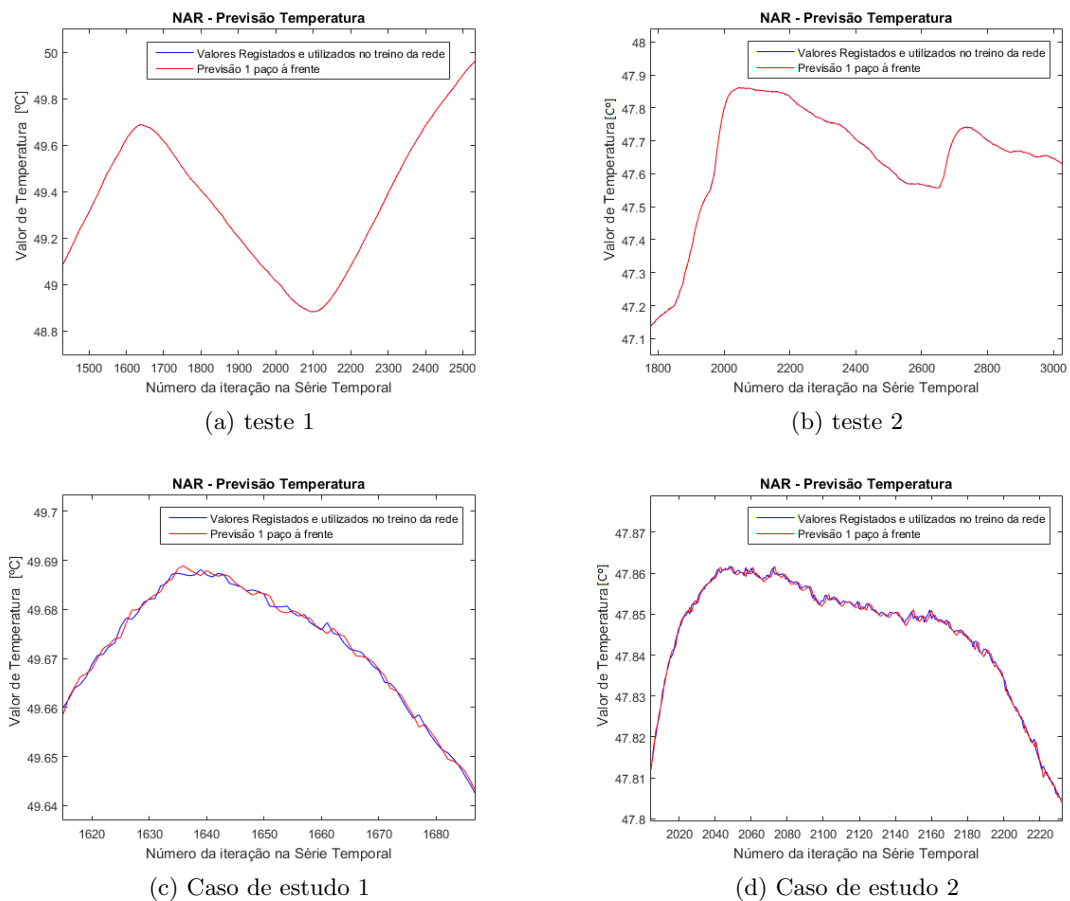 NAR - Previsão Temperatura
Valores Registados e utilizados no treino da rede
Previsão 1 paço á frente
50
49.8
49.6
49.4
49.2
49
48.8
Valor de Temperatura [ºC]
1500 1600 1700 1800 1900 2000 2100 2200 2300 2400 2500
Número da iteração na Série Temporal
(a) teste 1
NAR - Previsão Temperatura
Valores Registados e utilizados no treino da rede
Previsão 1 paço á frente
48
47.9
47.8
47.7
47.6
47.5
47.4
47.3
47.2
47.1
Valor de Temperatura [Cº]
1800 2000 2200 2400 2600 2800 3000
Número da iteração na Série Temporal
(b) teste 2
NAR - Previsão Temperatura
Valores Registados e utilizados no treino da rede
Previsão 1 paço á frente
49.7
49.69
49.68
49.67
49.66
49.65
49.64
Valor de Temperatura [ºC]
1620 1630 1640 1650 1660 1670 1680
Número da iteração na Série Temporal
(c) Caso de estudo 1
NAR - Previsão Temperatura
Valores Registados e utilizados no treino da rede
Previsão 1 paço á frente
47.87
47.86
47.85
47.84
47.83
47.82
47.81
47.8
Valor de Temperatura [Cº]
2020 2040 2060 2080 2100 2120 2140 2160 2180 2200 2220
Número da iteração na Série Temporal
(d) Caso de estudo 2